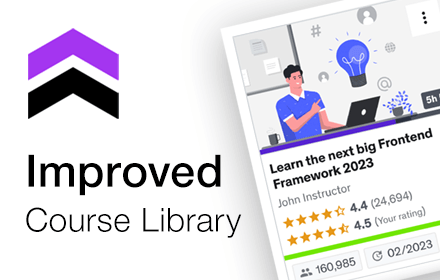 Improved
Course Library
5h
Learn the next big Frontend
Framework 2023
John Instructor
4.4 (24,694)
4.5 (Your rating)
160,985
02/2023